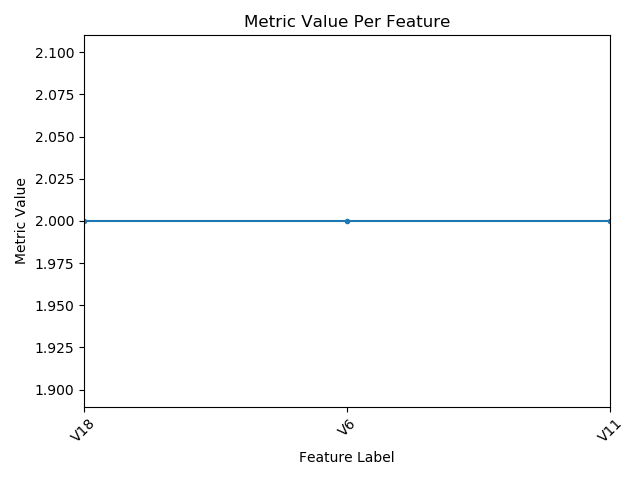 Metric Value Per Feature
2.100
2.075
2.050
2.025
2.000
1.975
1.950
1.925
1.900
Metric Value
V18
V6
V11
Feature Label